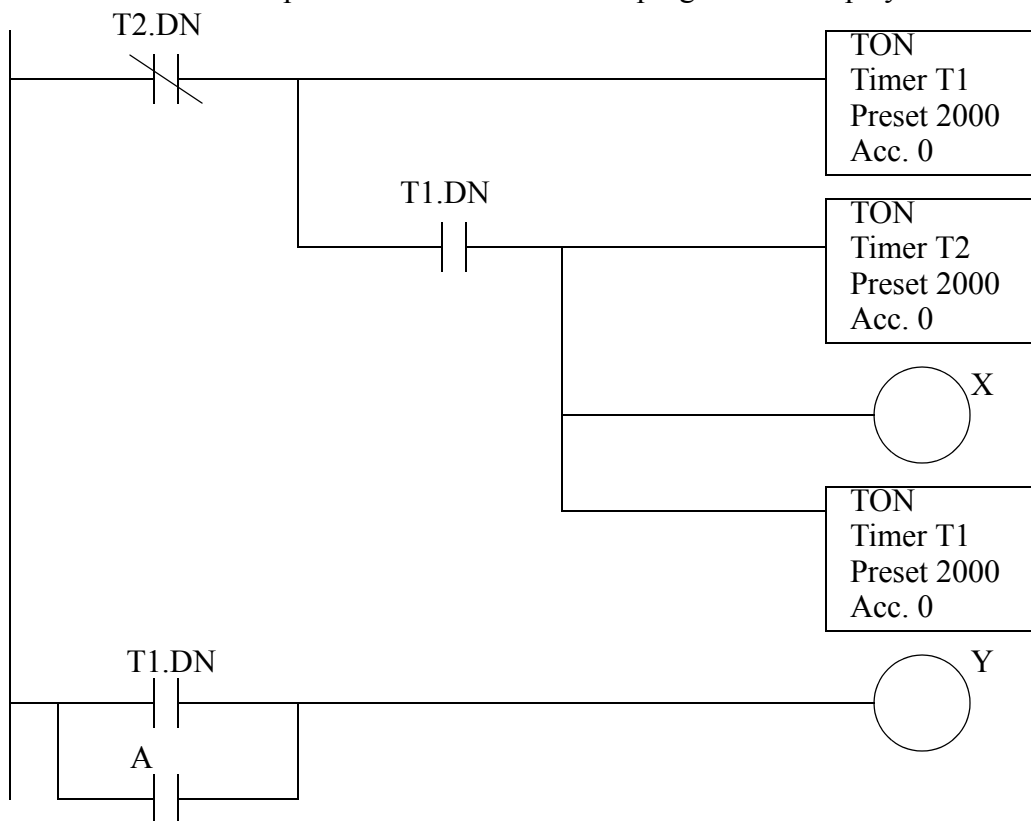 T2.DN
TON
Timer T1
Preset 2000
Acc. 0
T1.DN
TON
Timer T2
Preset 2000
Acc. 0
X
TON
Timer T1
Preset 2000
Acc. 0
T1.DN
Y
A